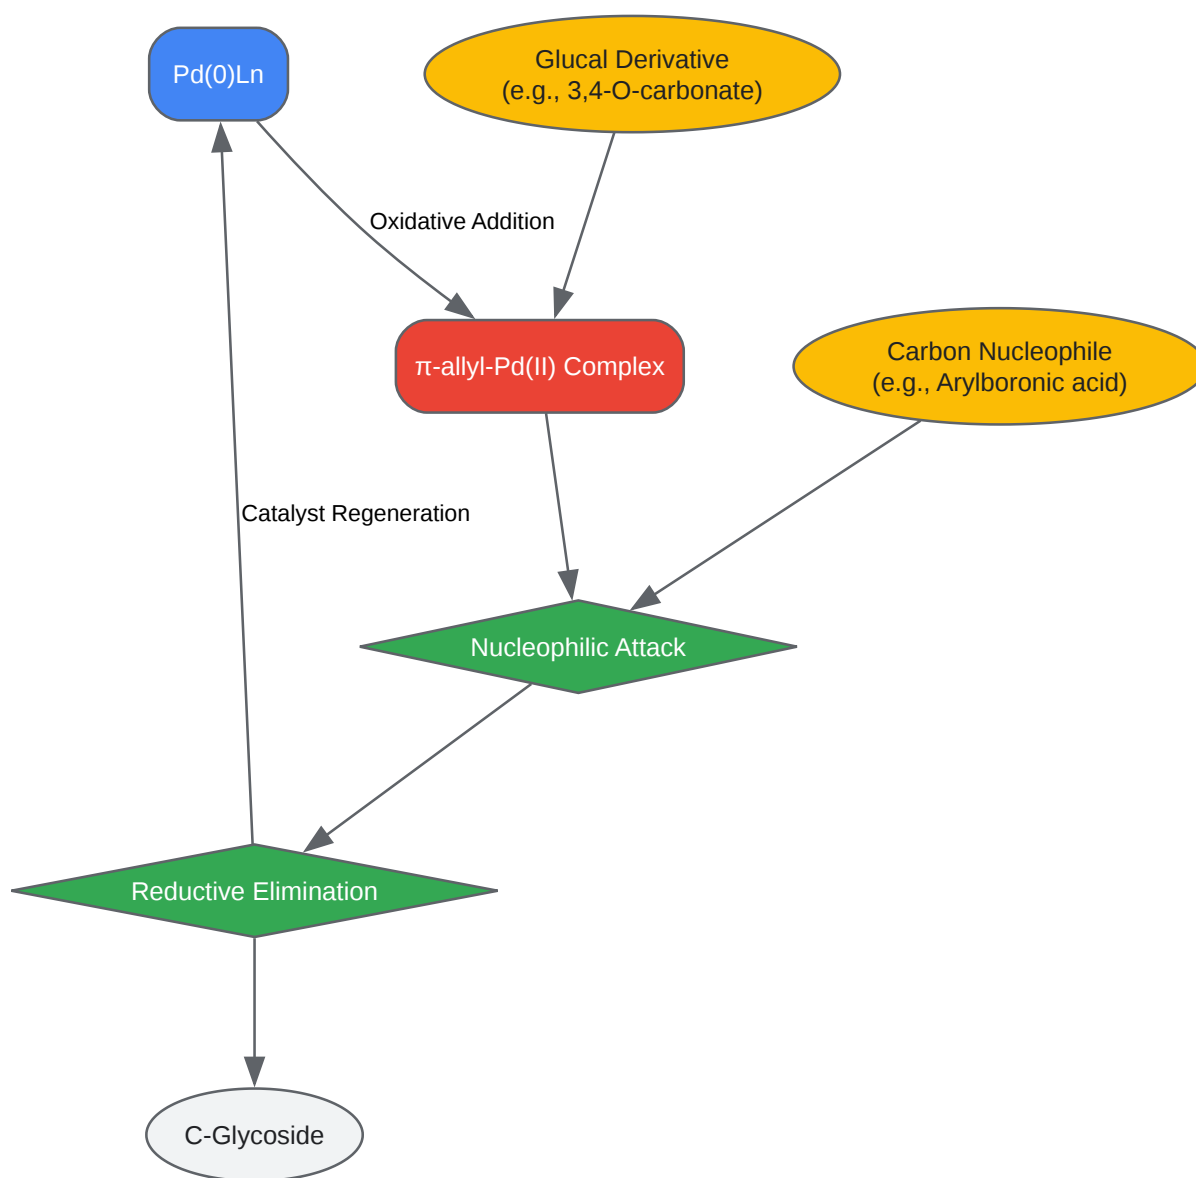 Pd(0)Ln
Glucal Derivative
(e.g., 3,4-O-carbonate)
Oxidative Addition
π-allyl-Pd(II) Complex
Carbon Nucleophile
(e.g., Arylboronic acid)
Catalyst Regeneration
Nucleophilic Attack
Reductive Elimination
C-Glycoside